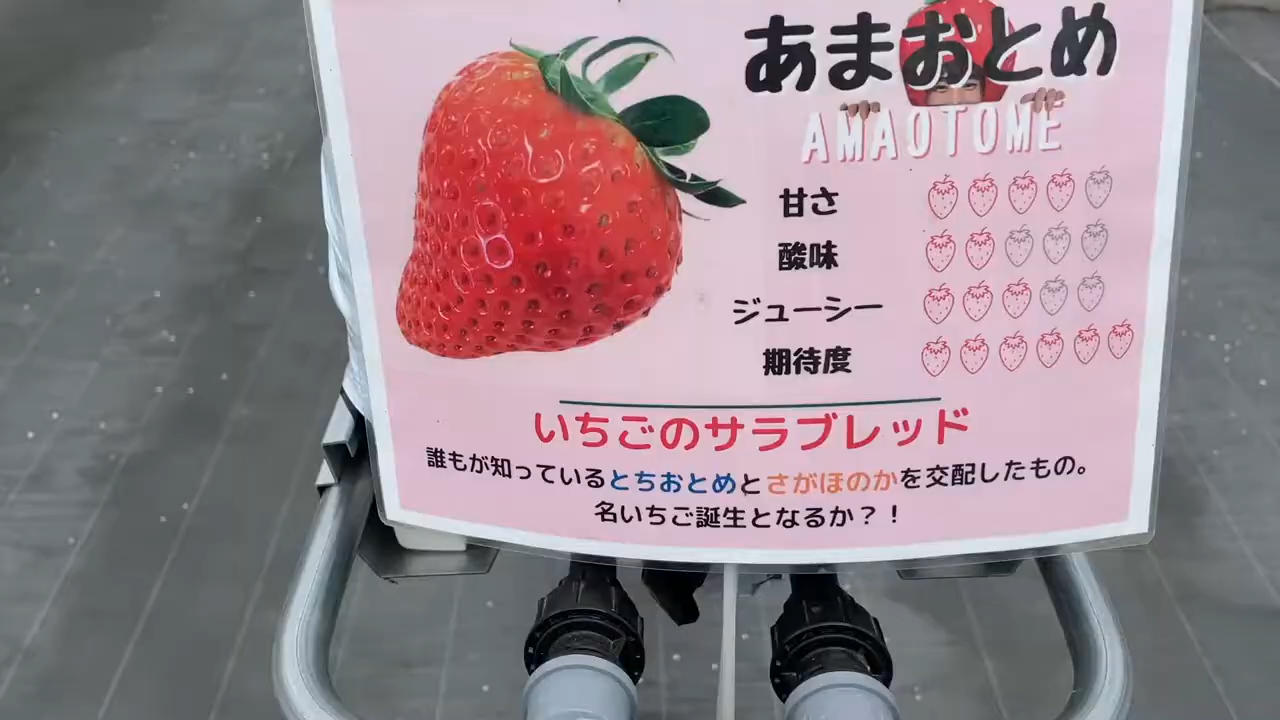 あまおとめ
AMAOTOME
甘さ
酸味
ジューシー
期待度
いちごのサラブレッド
誰もが知っているとちおとめとさがほのかを交配したもの。
名いちご誕生となるか？！